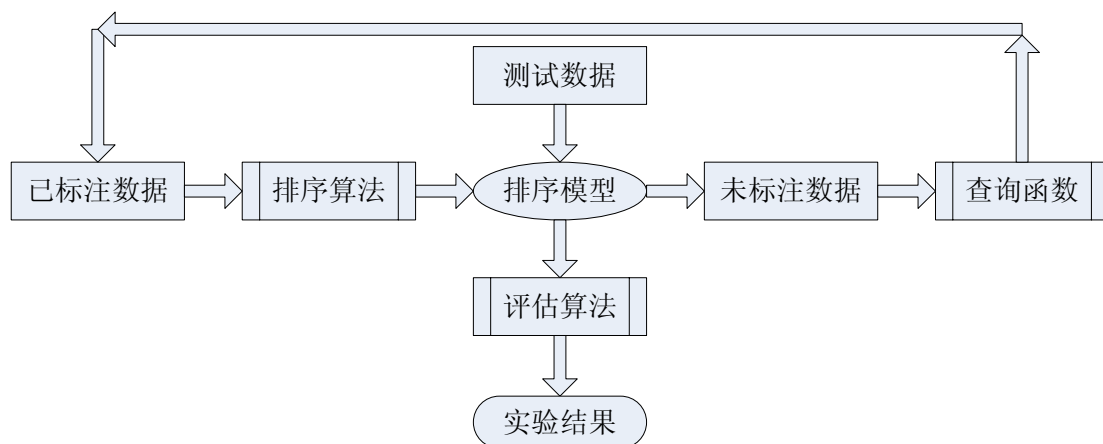 测试数据
已标注数据
排序算法
排序模型
未标注数据
查询函数
评估算法
实验结果